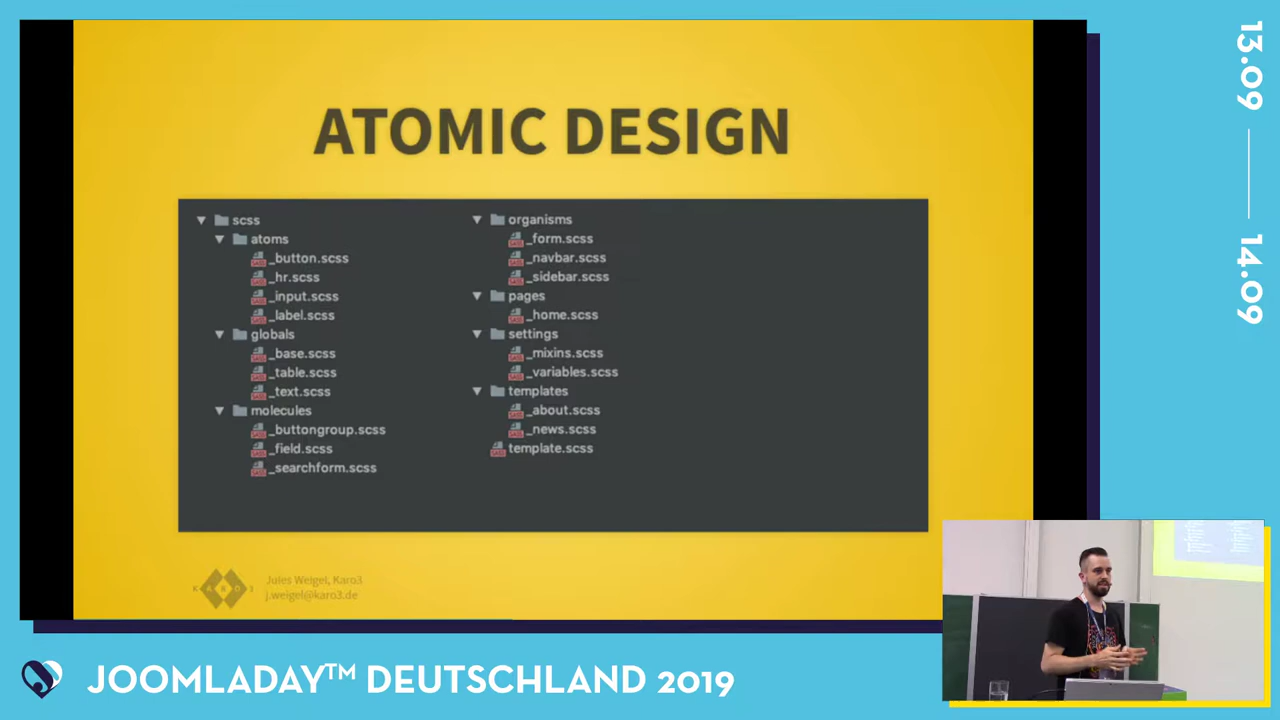 ATOMIC DESIGN
scss
atoms
_button.scss
_hr.scss
_input.scss
_label.scss
globals
_base.scss
_table.scss
_text.scss
molecules
_buttongroup.scss
_field.scss
_searchform.scss
organisms
_form.scss
_navbar.scss
_sidebar.scss
pages
_home.scss
settings
_mixins.scss
_variables.scss
templates
_about.scss
_news.scss
template.scss
KARO3
Jules Weigel, Karo3
j.weigel@karo3.de
13.09
14.09
JOOMLADAY™ DEUTSCHLAND 2019